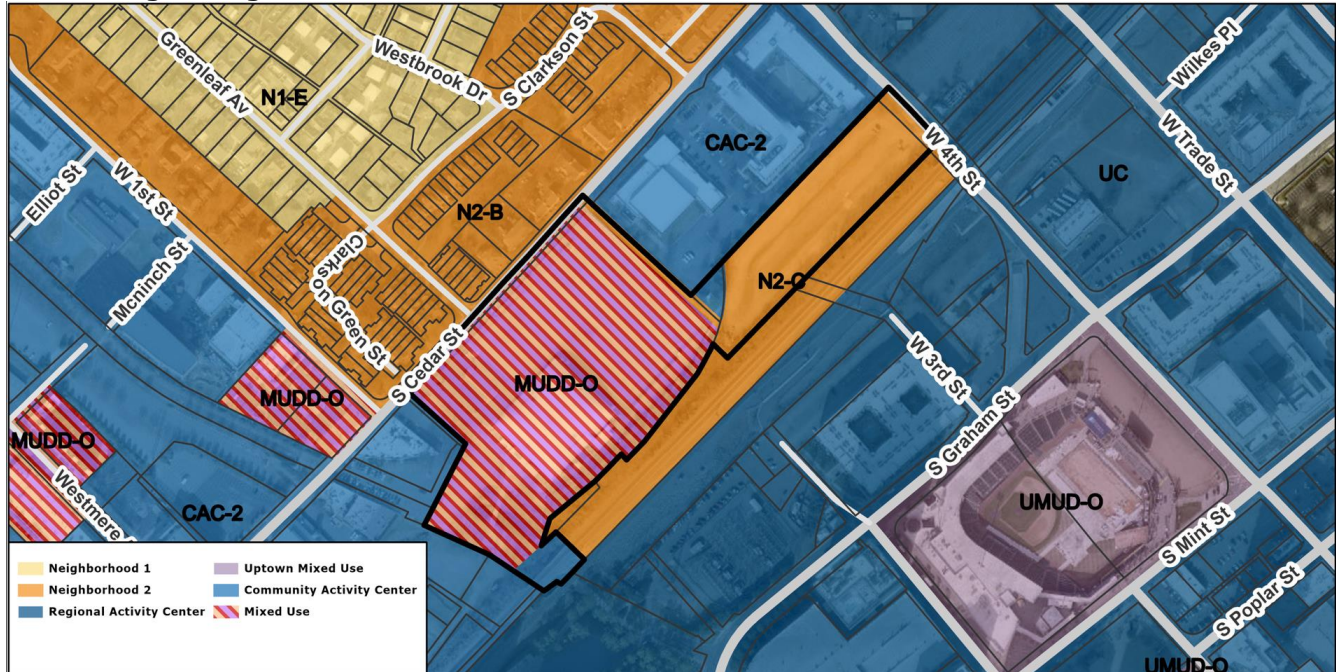 Greenleaf Av
Westbrook Dr
S Clarkson St
N1-E
Wilkes Pl
W Trade St
CAC-2
W 4th St
UC
Elliot St
W 1st St
N2-B
Mcninch St
Clarks
on Green St
N2-C
S Cedar St
MUDD-O
MUDD-O
W 3rd St
S Graham St
MUDD-O
Westmere
CAC-2
UMUD-O
S Mint St
S Poplar St
UMUD-O
Neighborhood 1
Neighborhood 2
Regional Activity Center
Uptown Mixed Use
Community Activity Center
Mixed Use